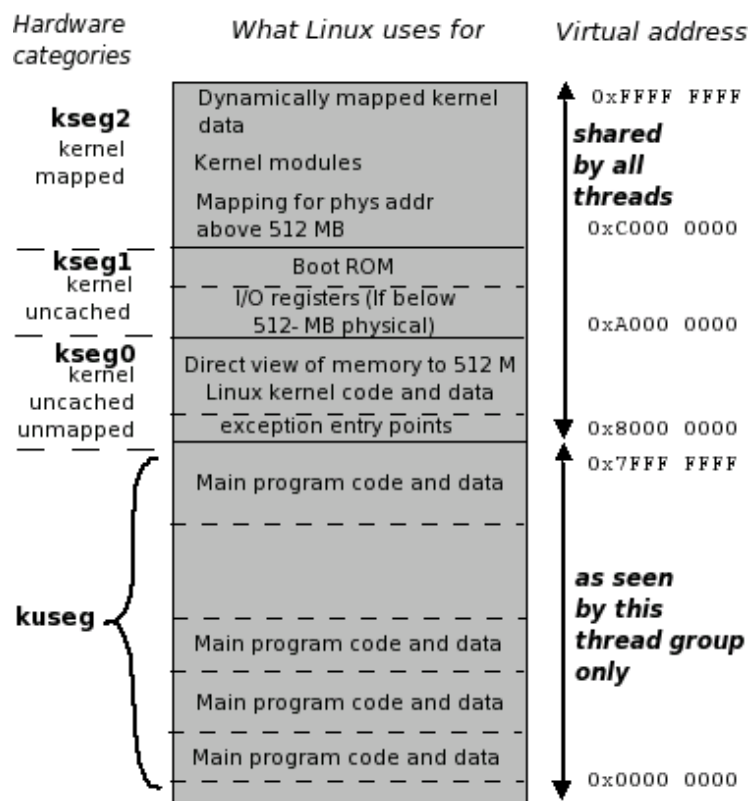 Hardware
categories
What Linux uses for
Virtual address
kseg2
kernel
mapped
Dynamically mapped kernel
data
Kernel modules
Mapping for phys addr
above 512 MB
0xFFFF FFFF
shared
by all
threads
0xC000 0000
kseg1
kernel
uncached
Boot ROM
I/O registers (If below
512- MB physical)
0xA000 0000
kseg0
kernel
uncached
unmapped
Direct view of memory to 512 M
Linux kernel code and data
exception entry points
0x8000 0000
0x7FFF FFFF
kuseg
Main program code and data
Main program code and data
Main program code and data
Main program code and data
as seen
by this
thread group
only
0x0000 0000